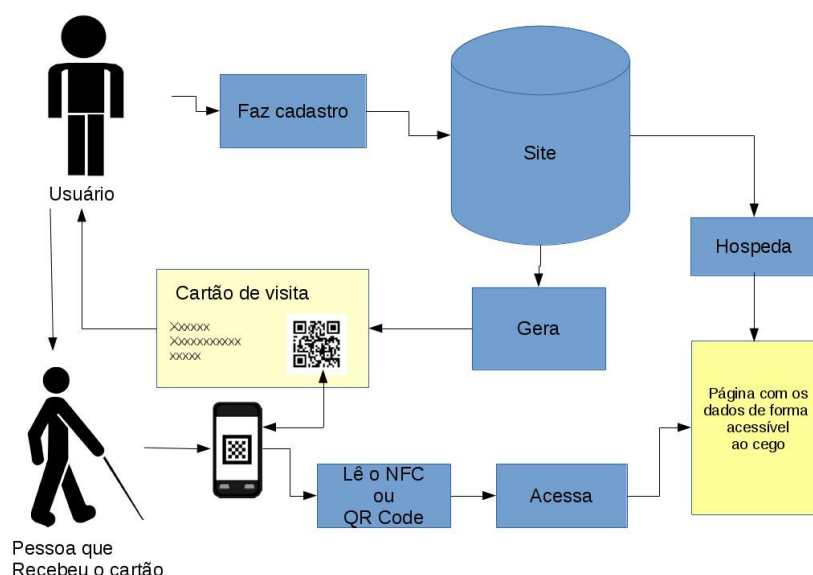 Faz cadastro
Site
Usuário
Hospeda
Cartão de visita
Xxxxxx
Xxxxxxxxxxx
xxxxx
Gera
Página com os
dados de forma
acessível
ao cego
Lê o NFC
ou
QR Code
Acessa
Pessoa que
Recebeu o cartão